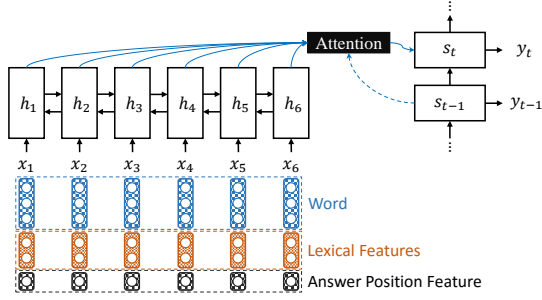 ⋮
Attention
s_t
y_t
h_1 h_2 h_3 h_4 h_5 h_6
s_{t-1}
y_{t-1}
⋮
x_1 x_2 x_3 x_4 x_5 x_6
Word
Lexical Features
Answer Position Feature